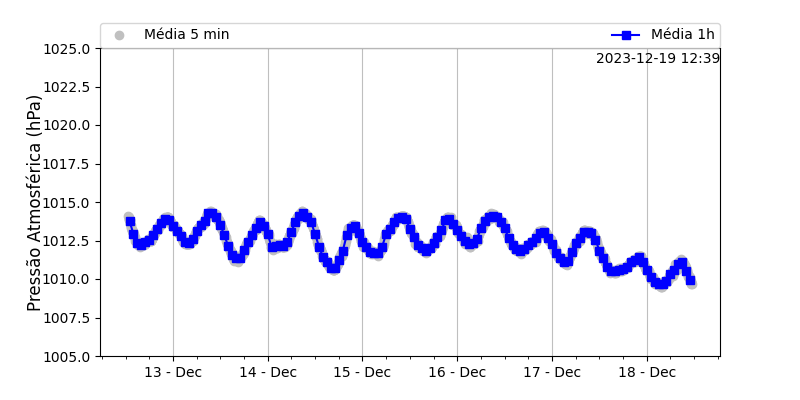 Média 5 min
Média 1h
2023-12-19 12:39
Pressão Atmosférica (hPa)
1025.0
1022.5
1020.0
1017.5
1015.0
1012.5
1010.0
1007.5
1005.0
13 - Dec
14 - Dec
15 - Dec
16 - Dec
17 - Dec
18 - Dec